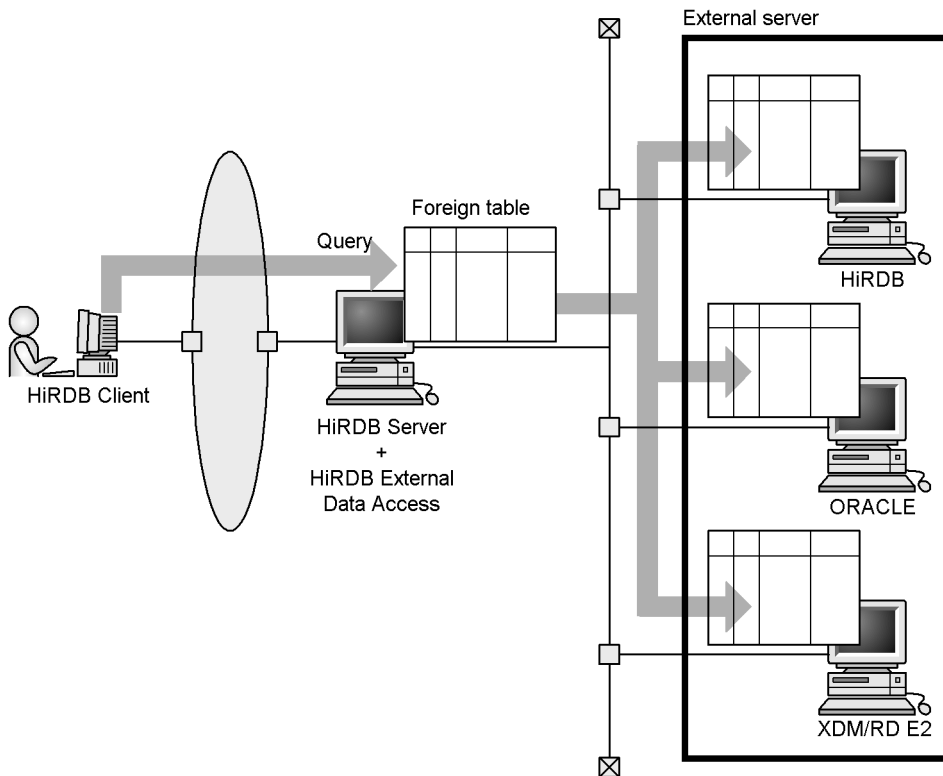 External server
Foreign table
Query
HiRDB
HiRDB Client
HiRDB Server
+
HiRDB External
Data Access
ORACLE
XDM/RD E2